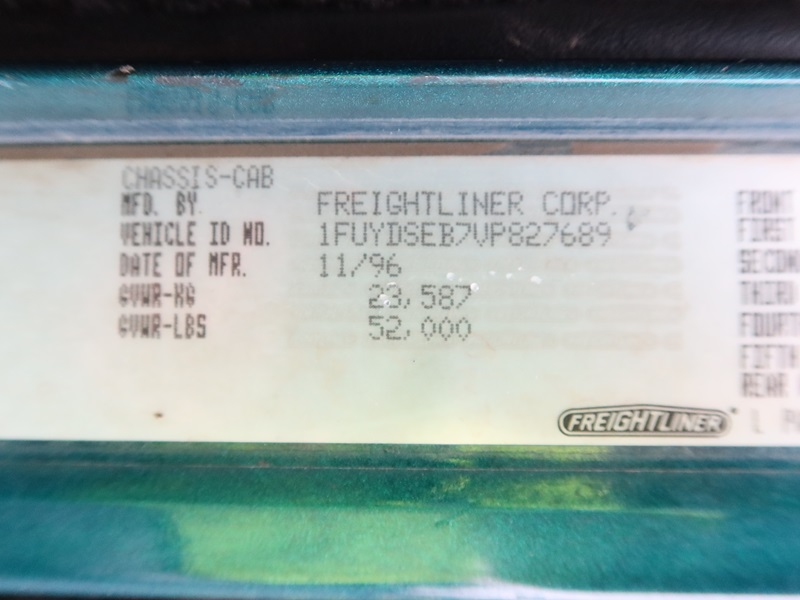 CHASSIS-CAB
MFD. BY FREIGHTLINER CORP.
VEHICLE ID NO. 1FUYDSEB7VP827689
DATE OF MFR. 11/96
GVWR-KG 23,587
GVWR-LBS 52,000
FRONT
FIRST
SECOND
THIRD
FOURTH
FIFTH
REAR
FREIGHTLINER
L